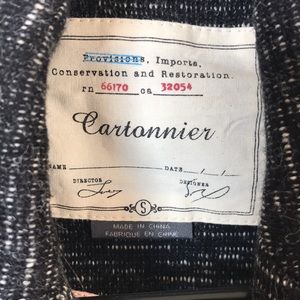 Provisions, Imports,
Conservation and Restoration.
rn 66170 ca 32054
Cartonnier
NAME DATE / /
DIRECTOR DESIGNER
S
MADE IN CHINA
FABRIQUE EN CHINE